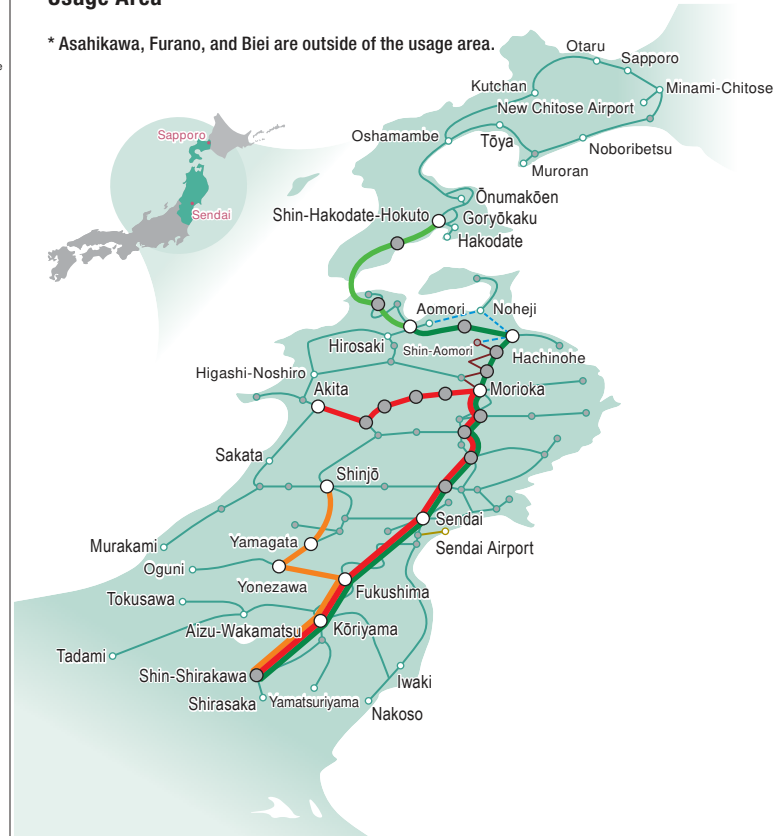 Usage Area
* Asahikawa, Furano, and Biei are outside of the usage area.
Otaru
Sapporo
Kutchan
Minami-Chitose
New Chitose Airport
Sapporo
Oshamambe
Tōya
Noboribetsu
Muroran
Ōnumakōen
Sendai
Shin-Hakodate-Hokuto
Goryōkaku
Hakodate
Aomori
Noheji
Hirosaki
Shin-Aomori
Hachinohe
Higashi-Noshiro
Akita
Morioka
Sakata
Shinjō
Sendai
Murakami
Yamagata
Sendai Airport
Oguni
Yonezawa
Fukushima
Tokusawa
Aizu-Wakamatsu
Kōriyama
Tadami
Shin-Shirakawa
Iwaki
Shirasaka
Yamatsuriyama
Nakoso